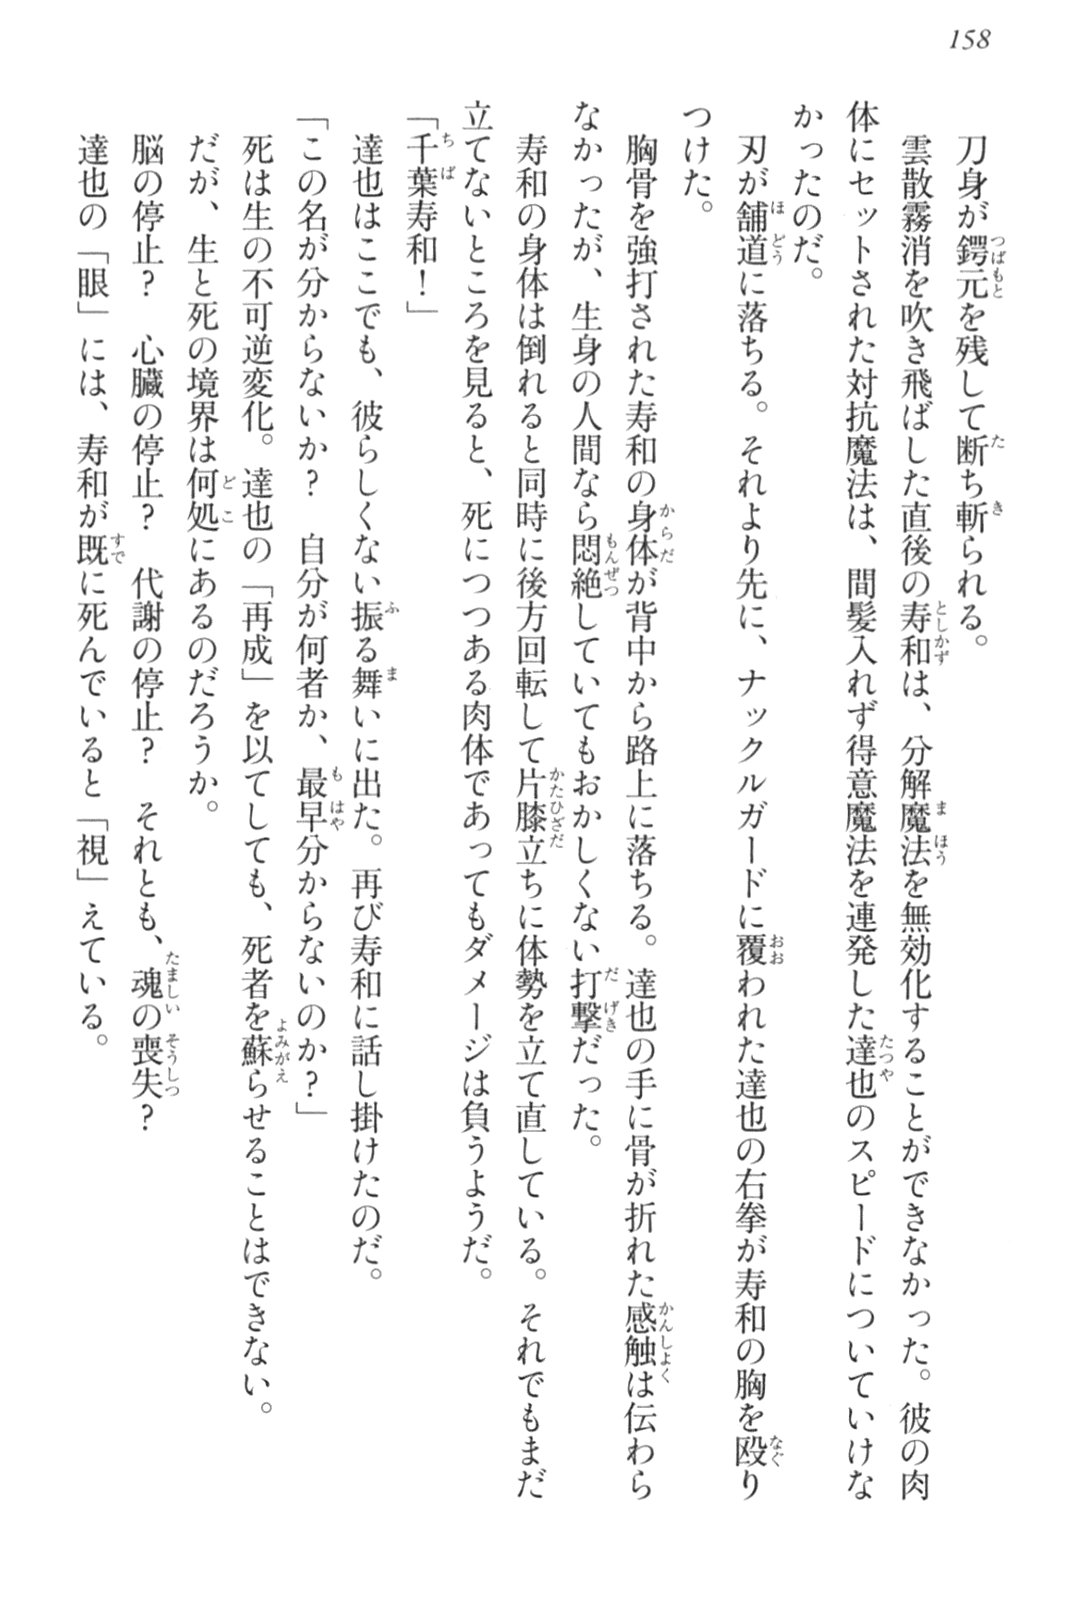 158
刀身が鍔元を残して断ち斬られる。
雲散霧消を吹き飛ばした直後の寿和は、分解魔法を無効化することができなかった。彼の肉
体にセットされた対抗魔法は、間髪入れず得意魔法を連発した達也のスピードについていけな
かったのだ。
刃が舗道に落ちる。それより先に、ナックルガードに覆われた達也の右拳が寿和の胸を殴り
つけた。
胸骨を強打された寿和の身体が背中から路上に落ちる。達也の手に骨が折れた感触は伝わら
なかったが、生身の人間なら悶絶していてもおかしくない打撃だった。
寿和の身体は倒れると同時に後方回転して片膝立ちに体勢を立て直している。それでもまだ
立てないところを見ると、死につつある肉体であってもダメージは負うようだ。
「千葉寿和！」
達也はここでも、彼らしくない振る舞いに出た。再び寿和に話し掛けたのだ。
「この名が分からないか？　自分が何者か、最早分からないのか？」
死は生の不可逆変化。達也の「再成」を以てしても、死者を蘇らせることはできない。
だが、生と死の境界は何処にあるのだろうか。
脳の停止？　心臓の停止？　代謝の停止？　それとも、魂の喪失？
達也の「眼」には、寿和が既に死んでいると「視」えている。